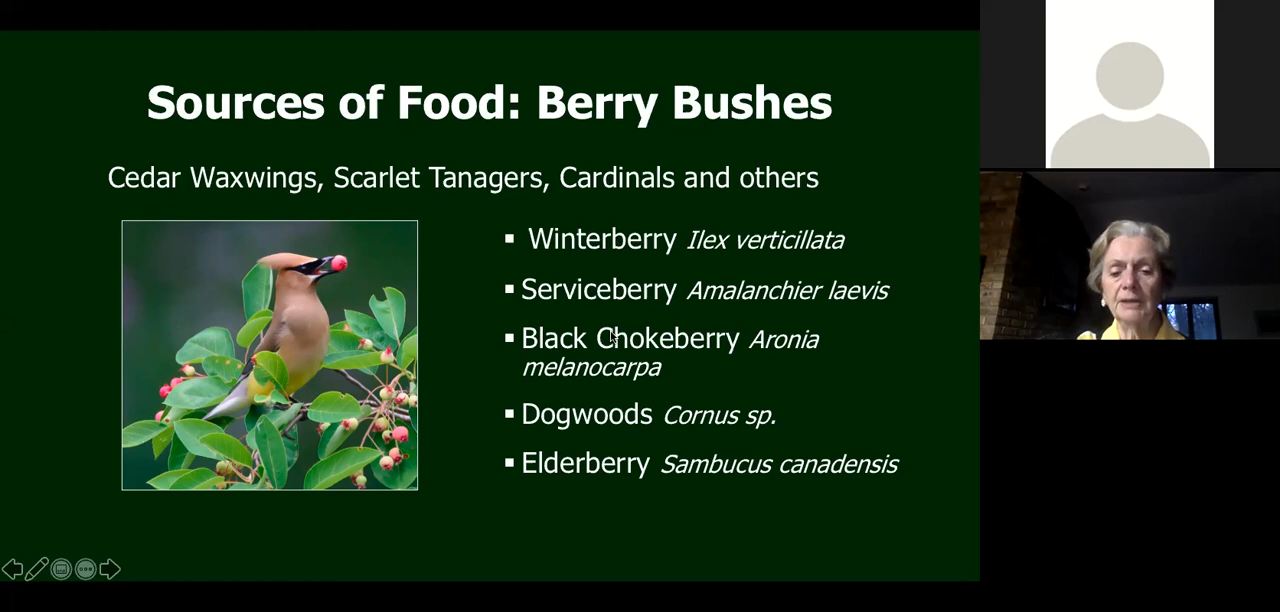 Sources of Food: Berry Bushes
Cedar Waxwings, Scarlet Tanagers, Cardinals and others
▪ Winterberry Ilex verticillata
▪ Serviceberry Amalanchier laevis
▪ Black Chokeberry Aronia
melanocarpa
▪ Dogwoods Cornus sp.
▪ Elderberry Sambucus canadensis